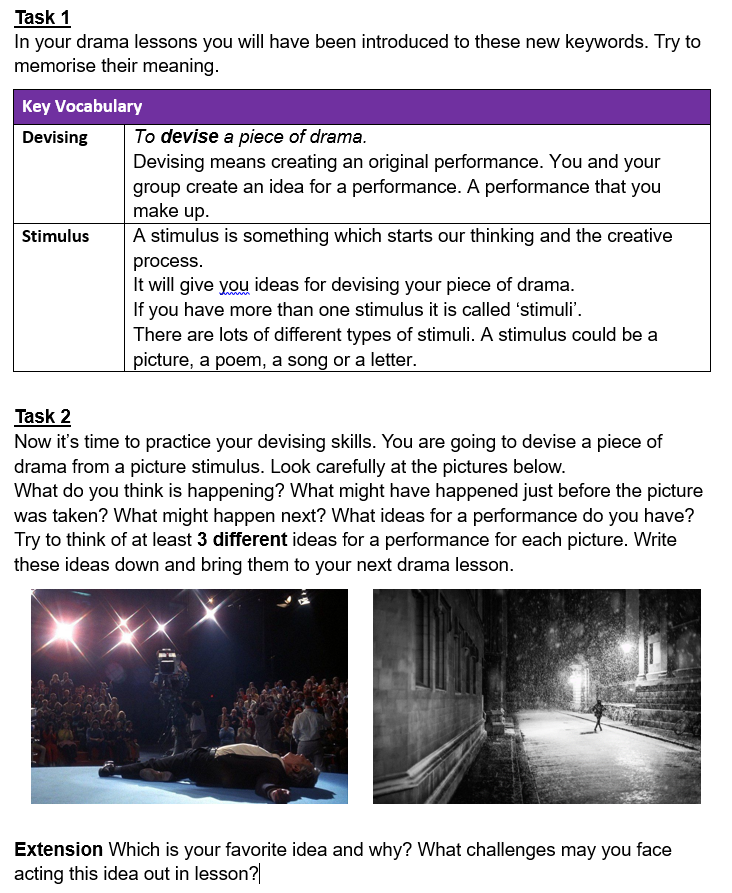 Task 1
In your drama lessons you will have been introduced to these new keywords. Try to
memorise their meaning.
Key Vocabulary
Devising
To devise a piece of drama.
Devising means creating an original performance. You and your
group create an idea for a performance. A performance that you
make up.
Stimulus
A stimulus is something which starts our thinking and the creative
process.
It will give you ideas for devising your piece of drama.
If you have more than one stimulus it is called ‘stimuli’.
There are lots of different types of stimuli. A stimulus could be a
picture, a poem, a song or a letter.
Task 2
Now it’s time to practice your devising skills. You are going to devise a piece of
drama from a picture stimulus. Look carefully at the pictures below.
What do you think is happening? What might have happened just before the picture
was taken? What might happen next? What ideas for a performance do you have?
Try to think of at least 3 different ideas for a performance for each picture. Write
these ideas down and bring them to your next drama lesson.
Extension Which is your favorite idea and why? What challenges may you face
acting this idea out in lesson?